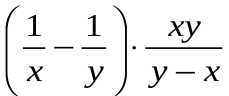 (1/x − 1/y) · xy/(y − x)